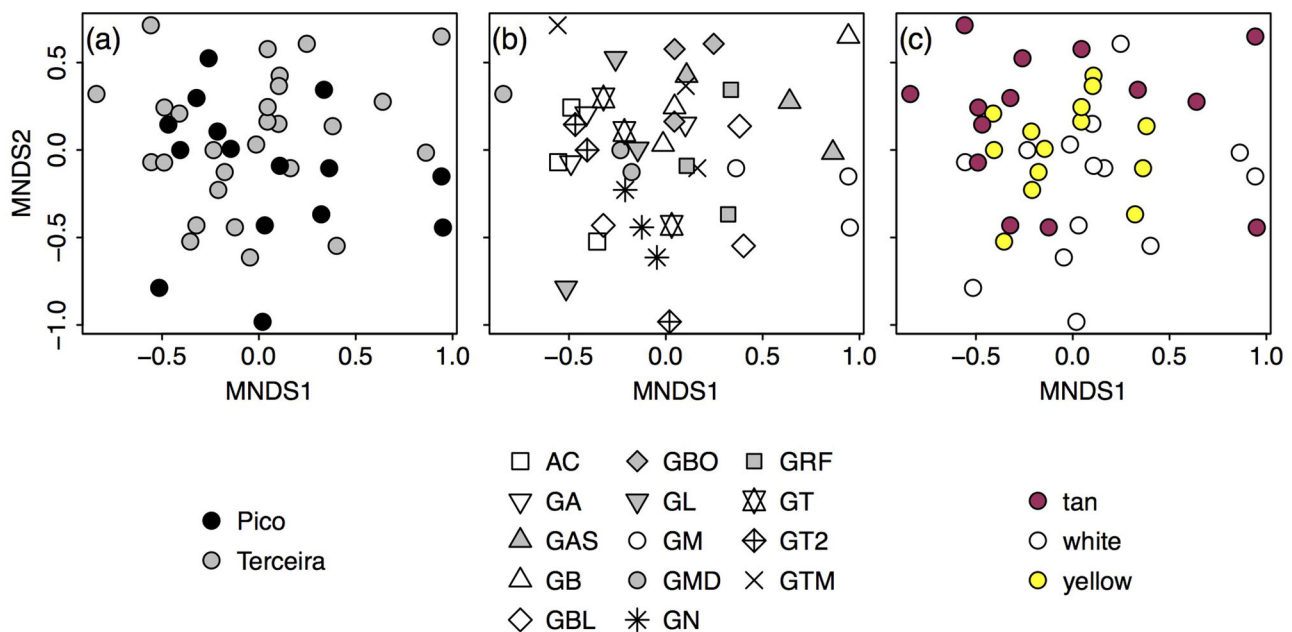 (a) (b) (c)
MNDS2
0.5
0.0
−0.5
−1.0
−0.5 0.0 0.5 1.0 −0.5 0.0 0.5 1.0 −0.5 0.0 0.5 1.0
MNDS1 MNDS1 MNDS1
AC GBO GRF
GA GL GT
GAS GM GT2
GB GMD GTM
GBL GN
Pico
Terceira
tan
white
yellow